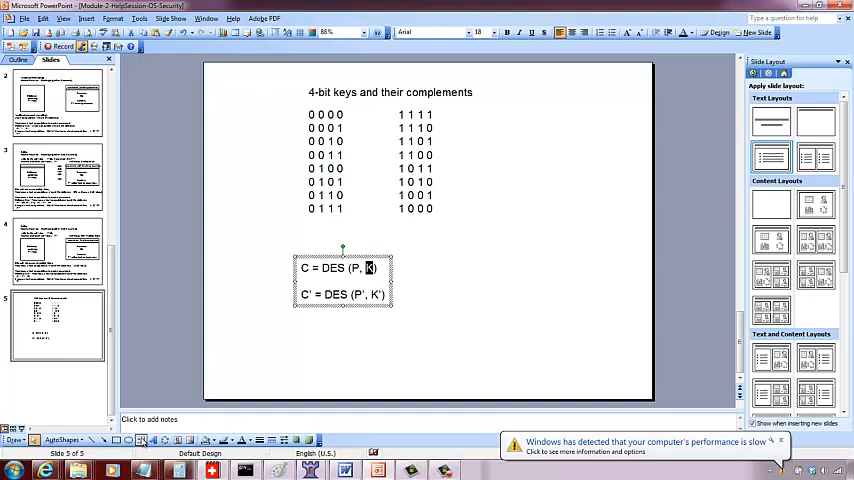 Microsoft PowerPoint - [Module-2-HelpSession-OS-Security]
File Edit View Insert Format Tools Slide Show Window Help Adobe PDF
Type a question for help
88% Arial 18 B I U S Design New Slide
Record
Outline Slides
Slide Layout
Apply slide layout:
Text Layouts
Content Layouts
Text and Content Layouts
Show when inserting new slides
2
3
4
5
4-bit keys and their complements
0 0 0 0 1 1 1 1
0 0 0 1 1 1 1 0
0 0 1 0 1 1 0 1
0 0 1 1 1 1 0 0
0 1 0 0 1 0 1 1
0 1 0 1 1 0 1 0
0 1 1 0 1 0 0 1
0 1 1 1 1 0 0 0
C = DES (P, K)
C' = DES (P', K')
Click to add notes
Draw AutoShapes
Slide 5 of 5 Default Design English (U.S.)
Windows has detected that your computer's performance is slow
Click to see more information and options